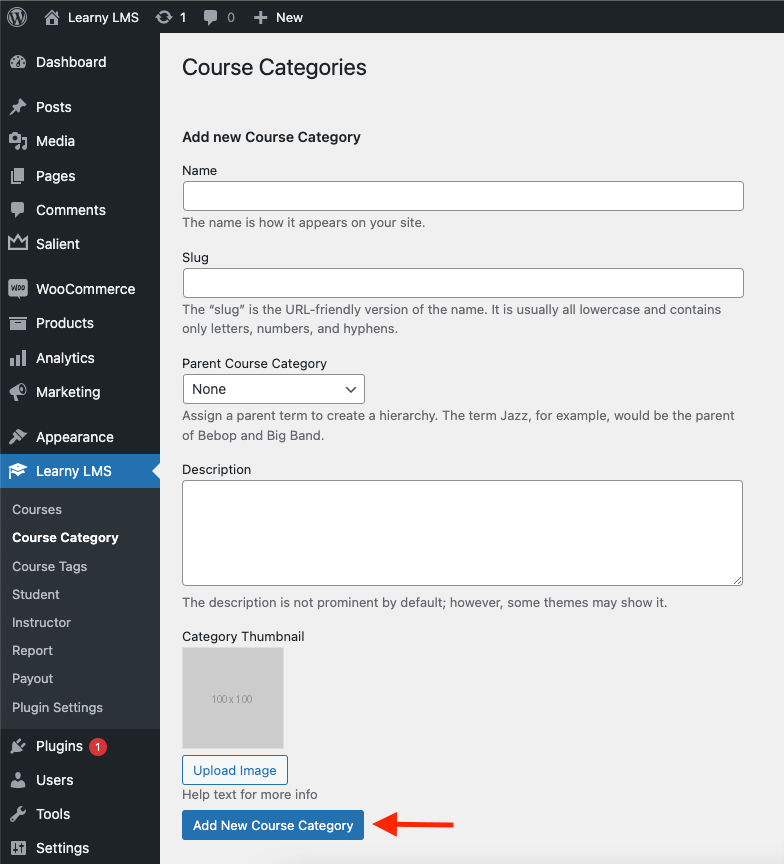 Learny LMS 1 0 New
Dashboard
Posts
Media
Pages
Comments
Salient
Woo WooCommerce
Products
Analytics
Marketing
Appearance
Learny LMS
Courses
Course Category
Course Tags
Student
Instructor
Report
Payout
Plugin Settings
Plugins 1
Users
Tools
Settings
Course Categories
Add new Course Category
Name
The name is how it appears on your site.
Slug
The “slug” is the URL-friendly version of the name. It is usually all lowercase and contains
only letters, numbers, and hyphens.
Parent Course Category
None
Assign a parent term to create a hierarchy. The term Jazz, for example, would be the parent
of Bebop and Big Band.
Description
The description is not prominent by default; however, some themes may show it.
Category Thumbnail
100 x 100
Upload Image
Help text for more info
Add New Course Category